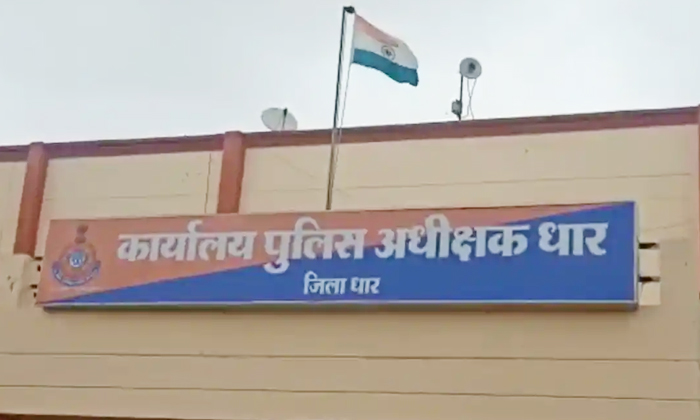 कार्यालय पुलिस अधीक्षक धार
जिला धार